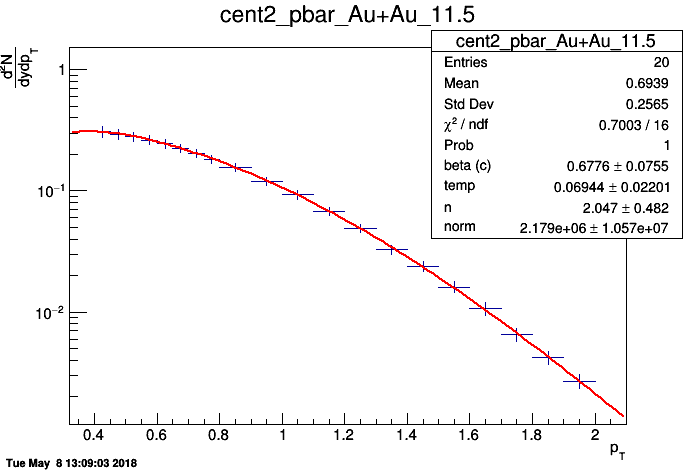 cent2_pbar_Au+Au_11.5
d²N
dydp_T
cent2_pbar_Au+Au_11.5
Entries 20
Mean 0.6939
Std Dev 0.2565
χ² / ndf 0.7003 / 16
Prob 1
beta (c) 0.6776 ± 0.0755
temp 0.06944 ± 0.02201
n 2.047 ± 0.482
norm 2.179e+06 ± 1.057e+07
1
10⁻¹
10⁻²
0.4 0.6 0.8 1 1.2 1.4 1.6 1.8 2
p_T
Tue May 8 13:09:03 2018